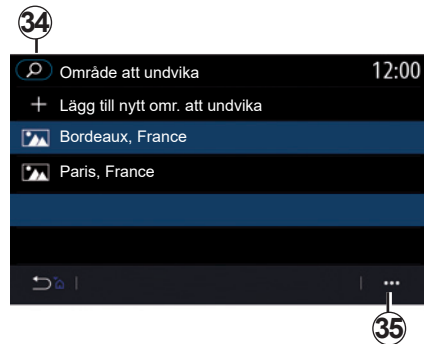 34
Område att undvika 12:00
+ Lägg till nytt omr. att undvika
Bordeaux, France
Paris, France
35